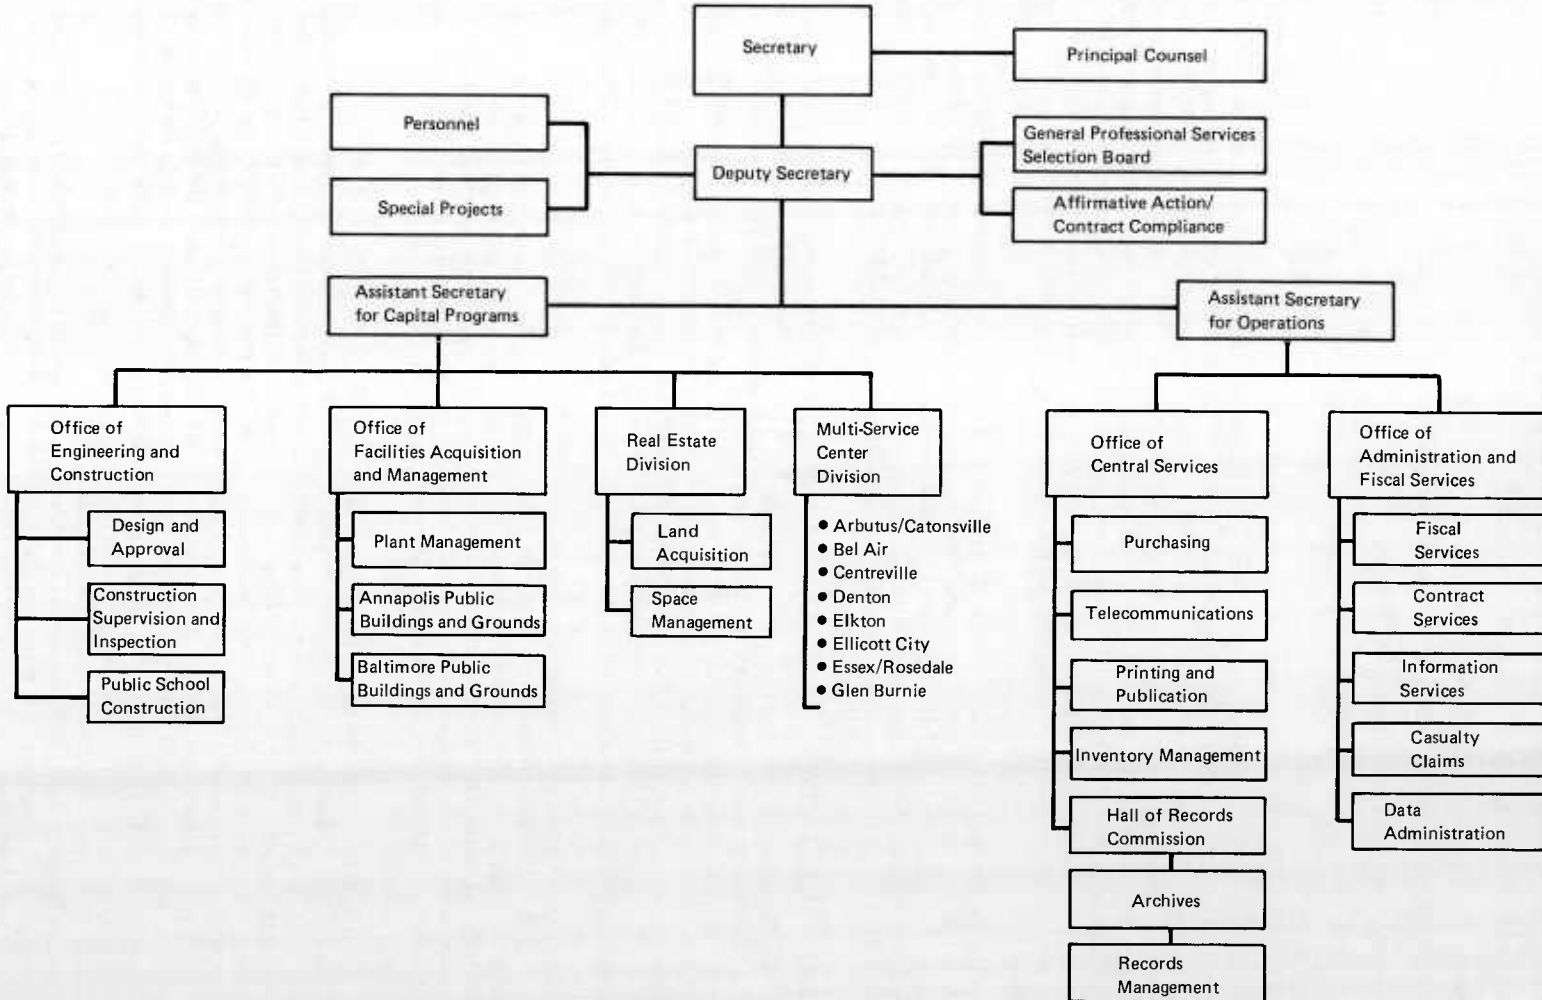 Secretary
Principal Counsel
Personnel
General Professional Services
Selection Board
Deputy Secretary
Special Projects
Affirmative Action/
Contract Compliance
Assistant Secretary
for Capital Programs
Assistant Secretary
for Operations
Office of
Engineering and
Construction
Design and
Approval
Construction
Supervision and
Inspection
Public School
Construction
Office of
Facilities Acquisition
and Management
Plant Management
Annapolis Public
Buildings and Grounds
Baltimore Public
Buildings and Grounds
Real Estate
Division
Land
Acquisition
Space
Management
Multi-Service
Center
Division
● Arbutus/Catonsville
● Bel Air
● Centreville
● Denton
● Elkton
● Ellicott City
● Essex/Rosedale
● Glen Burnie
Office of
Central Services
Purchasing
Telecommunications
Printing and
Publication
Inventory Management
Hall of Records
Commission
Archives
Records
Management
Office of
Administration and
Fiscal Services
Fiscal
Services
Contract
Services
Information
Services
Casualty
Claims
Data
Administration